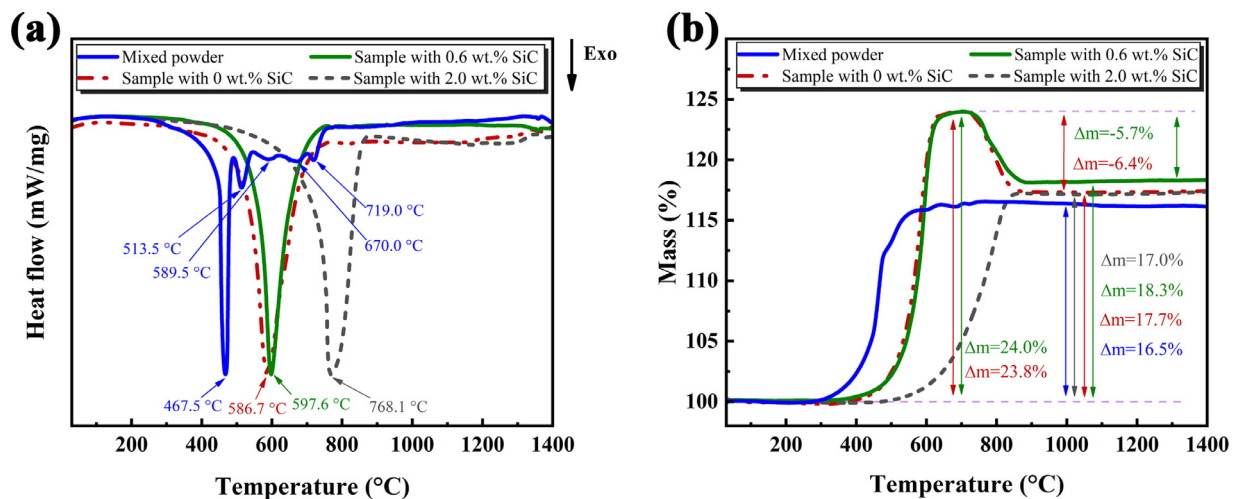 (a)
Mixed powder
Sample with 0.6 wt.% SiC
Sample with 0 wt.% SiC
Sample with 2.0 wt.% SiC
Exo
Heat flow (mW/mg)
513.5 °C
589.5 °C
719.0 °C
670.0 °C
467.5 °C
586.7 °C
597.6 °C
768.1 °C
200 400 600 800 1000 1200 1400
Temperature (°C)
(b)
Mixed powder
Sample with 0.6 wt.% SiC
Sample with 0 wt.% SiC
Sample with 2.0 wt.% SiC
Mass (%)
125
120
115
110
105
100
Δm=-5.7%
Δm=-6.4%
Δm=17.0%
Δm=18.3%
Δm=17.7%
Δm=16.5%
Δm=24.0%
Δm=23.8%
200 400 600 800 1000 1200 1400
Temperature (°C)